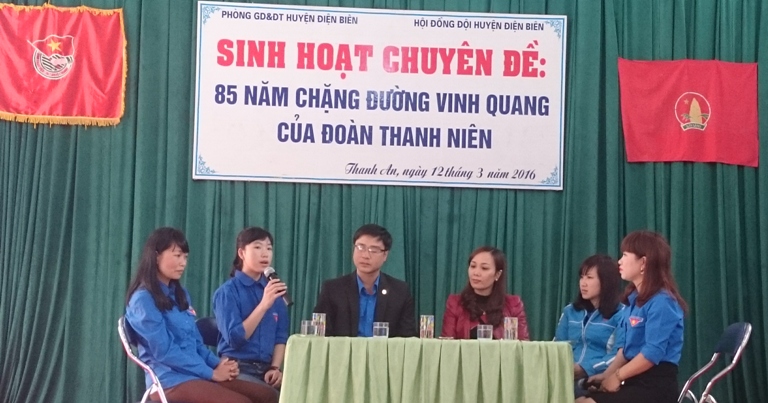 PHÒNG GD&ĐT HUYỆN ĐIỆN BIÊN
HỘI ĐỒNG ĐỘI HUYỆN ĐIỆN BIÊN
SINH HOẠT CHUYÊN ĐỀ:
85 NĂM CHẶNG ĐƯỜNG VINH QUANG
CỦA ĐOÀN THANH NIÊN
Thanh An, ngày 12 tháng 3 năm 2016